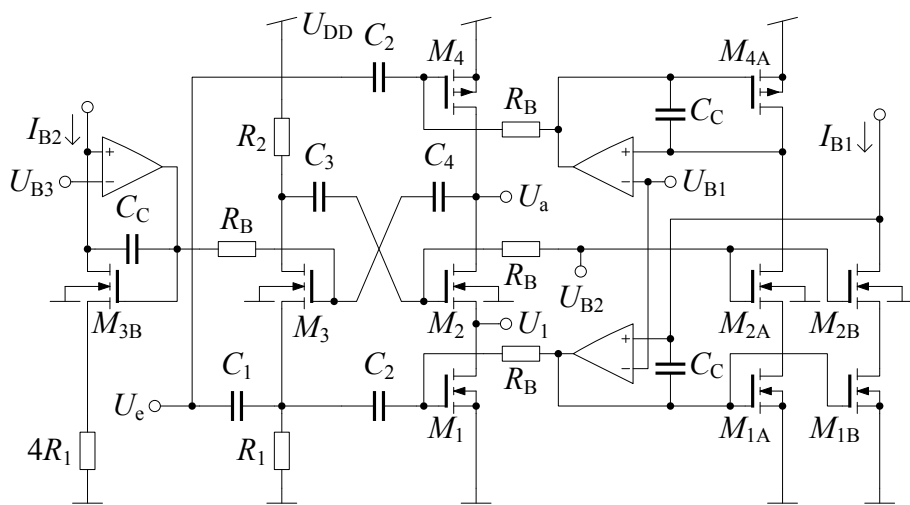 U_DD C_2 M_4 M_4A
R_B C_C
I_B2 + I_B1
R_2 C_3 C_4 +
U_B3 − U_a − U_B1
C_C R_B
R_B U_B2
M_3B M_3 M_2 M_2A M_2B
U_1
+
C_1 C_2 R_B − C_C
U_e
4R_1 R_1 M_1 M_1A M_1B